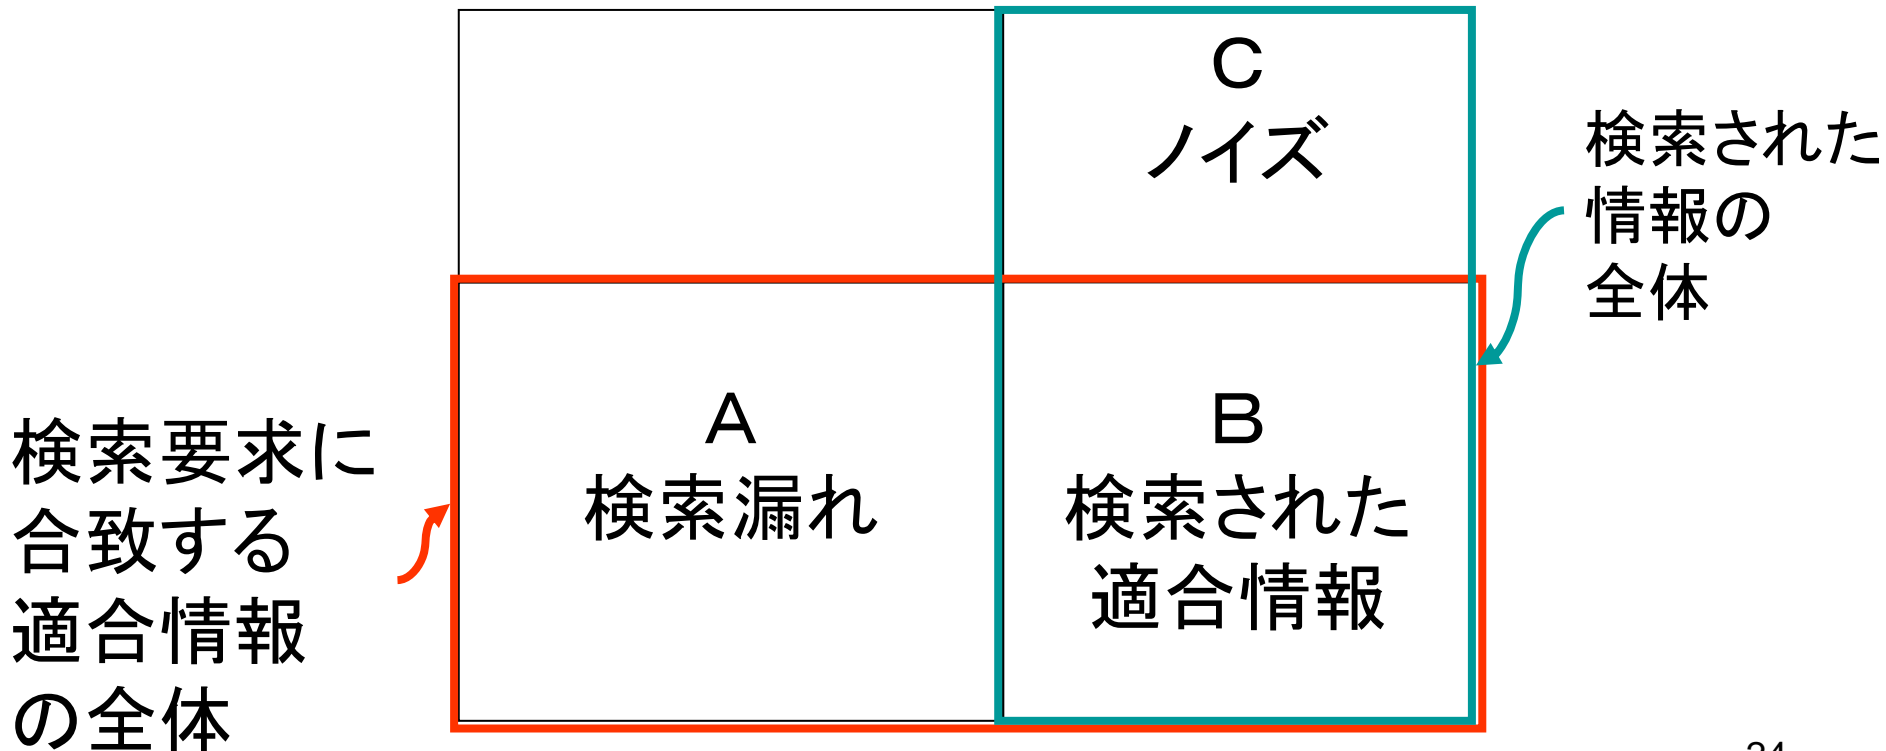 C
ノイズ
検索された
情報の
全体
A
検索漏れ
B
検索された
適合情報
検索要求に
合致する
適合情報
の全体